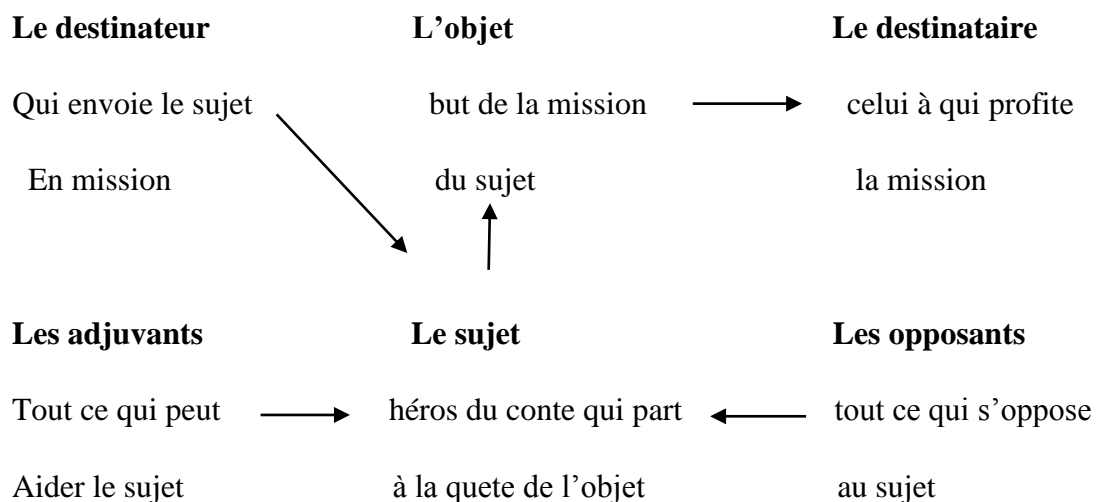 Le destinateur L’objet Le destinataire
Qui envoie le sujet but de la mission celui à qui profite
En mission du sujet la mission
Les adjuvants Le sujet Les opposants
Tout ce qui peut héros du conte qui part tout ce qui s’oppose
Aider le sujet à la quete de l’objet au sujet